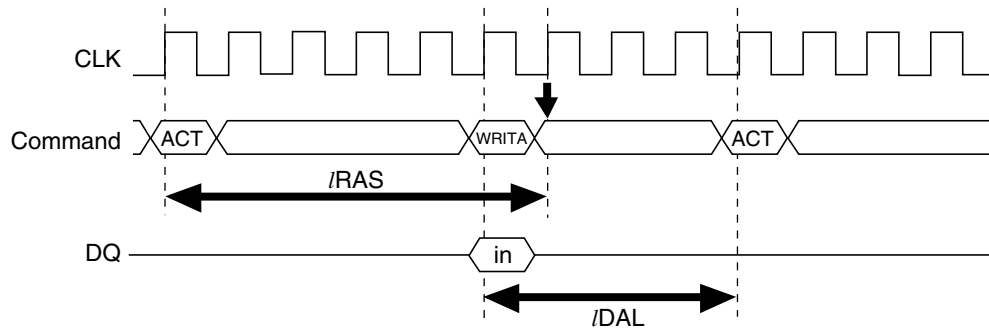 CLK
Command ACT WRITA ACT
lRAS
DQ in
lDAL